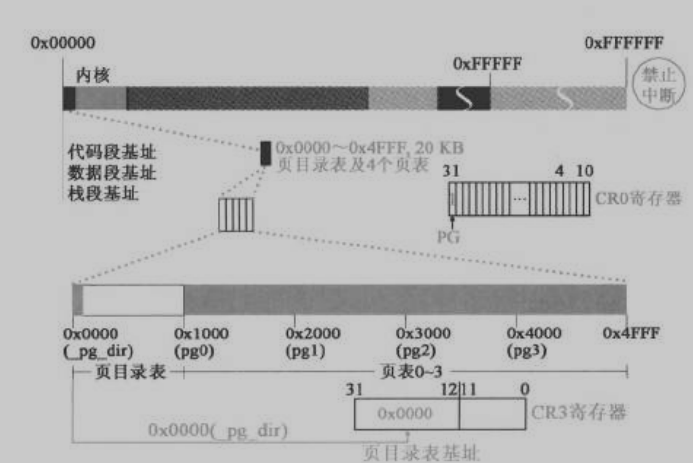 0x00000
0xFFFFF
0xFFFFFF
内核
禁止
中断
代码段基址
数据段基址
栈段基址
0x0000～0x4FFF, 20 KB
页目录表及4个页表
31
4
10
CR0寄存器
PG
0x0000
(_pg_dir)
0x1000
(pg0)
0x2000
(pg1)
0x3000
(pg2)
0x4000
(pg3)
0x4FFF
页目录表
页表0~3
31
12
11
0
0x0000
CR3寄存器
0x0000(_pg_dir)
页目录表基址